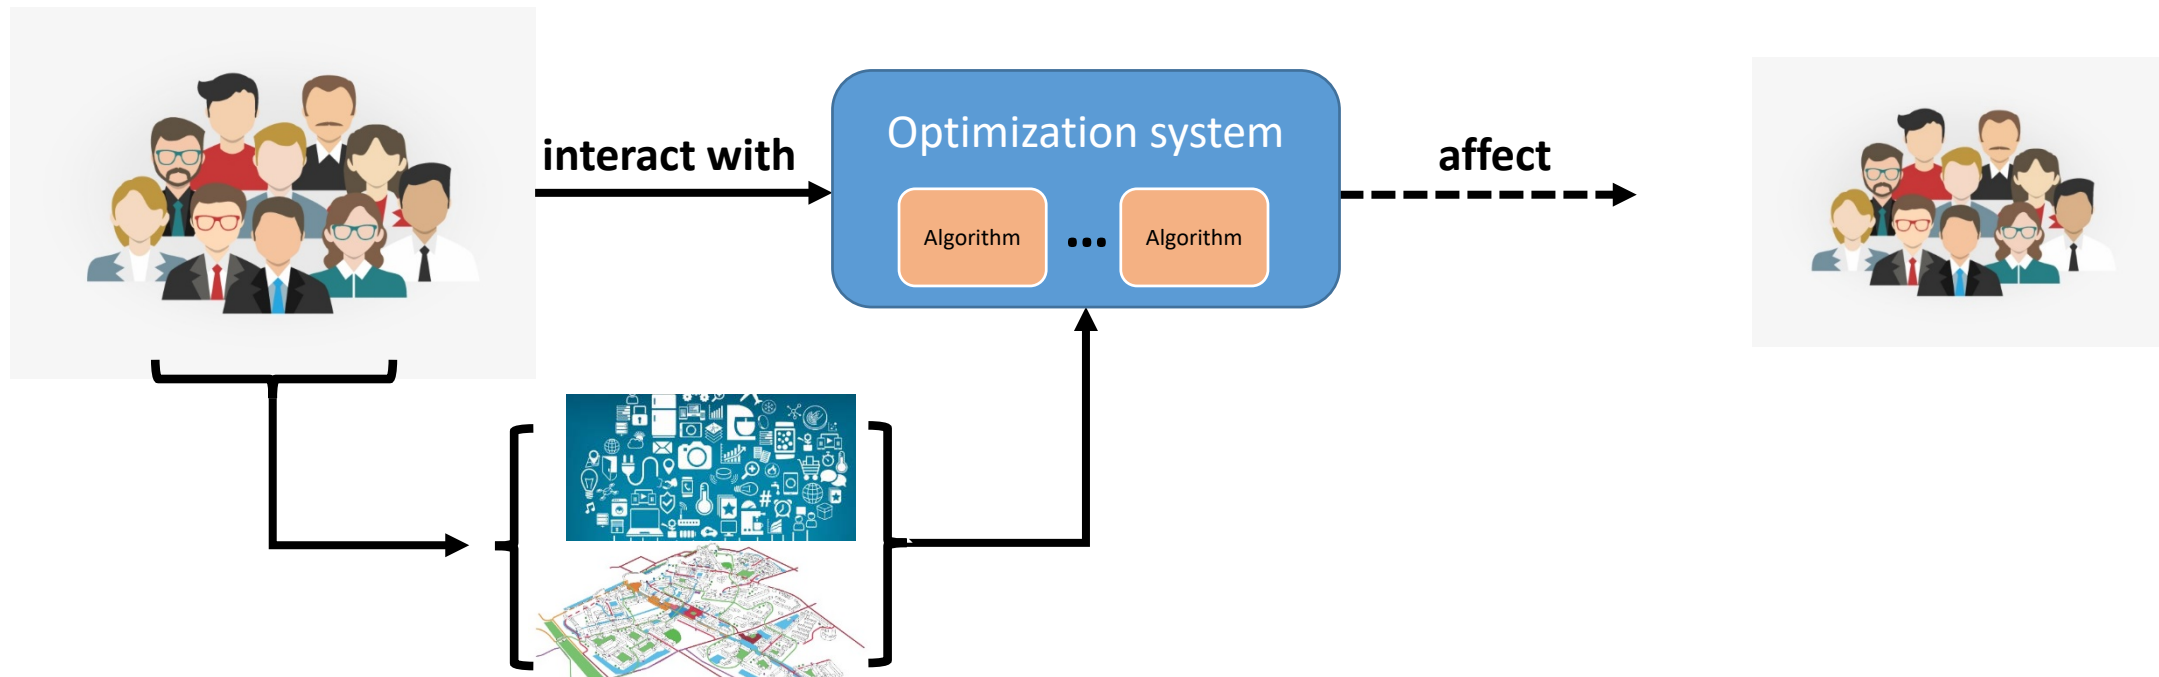 interact with
Optimization system
affect
Algorithm
...
Algorithm
#